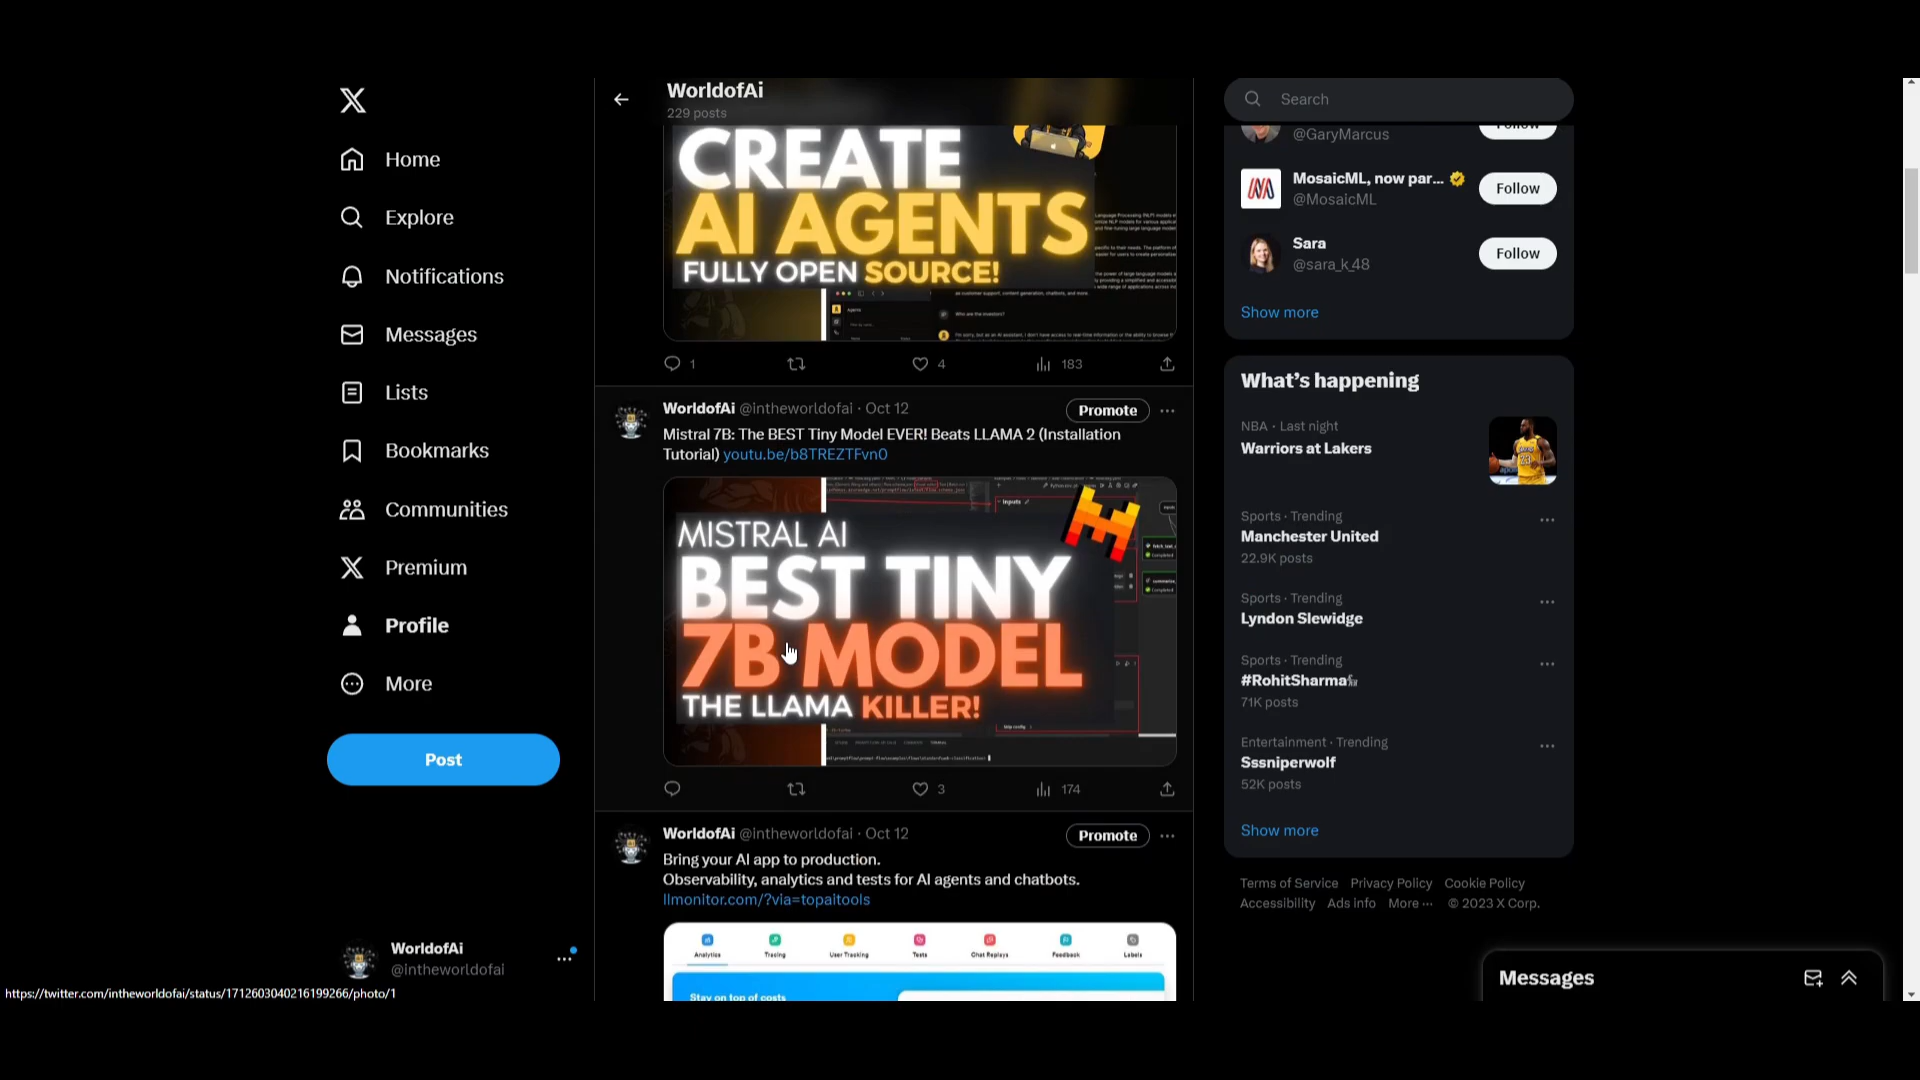 Home
Explore
Notifications
Messages
Lists
Bookmarks
Communities
Premium
Profile
More
Post
WorldofAi
@intheworldofai
https://twitter.com/intheworldofai/status/1712603040216199266/photo/1
WorldofAi
229 posts
CREATE
AI AGENTS
FULLY OPEN SOURCE!
Who are the investors?
1
4
183
WorldofAi @intheworldofai · Oct 12
Promote
Mistral 7B: The BEST Tiny Model EVER! Beats LLAMA 2 (Installation
Tutorial) youtu.be/b8TREZTFvn0
MISTRAL AI
BEST TINY
7B MODEL
THE LLAMA KILLER!
3
174
WorldofAi @intheworldofai · Oct 12
Promote
Bring your AI app to production.
Observability, analytics and tests for AI agents and chatbots.
llmonitor.com/?via=topaitools
Analytics
Tracing
User Tracking
Tests
Chat Replays
Feedback
Labels
Stay on top of costs
Search
@GaryMarcus
Follow
MosaicML, now par...
@MosaicML
Follow
Sara
@sara_k_48
Follow
Show more
What's happening
NBA · Last night
Warriors at Lakers
Sports · Trending
Manchester United
22.9K posts
Sports · Trending
Lyndon Slewidge
Sports · Trending
#RohitSharma
71K posts
Entertainment · Trending
Sssniperwolf
52K posts
Show more
Terms of Service Privacy Policy Cookie Policy
Accessibility Ads info More ··· © 2023 X Corp.
Messages